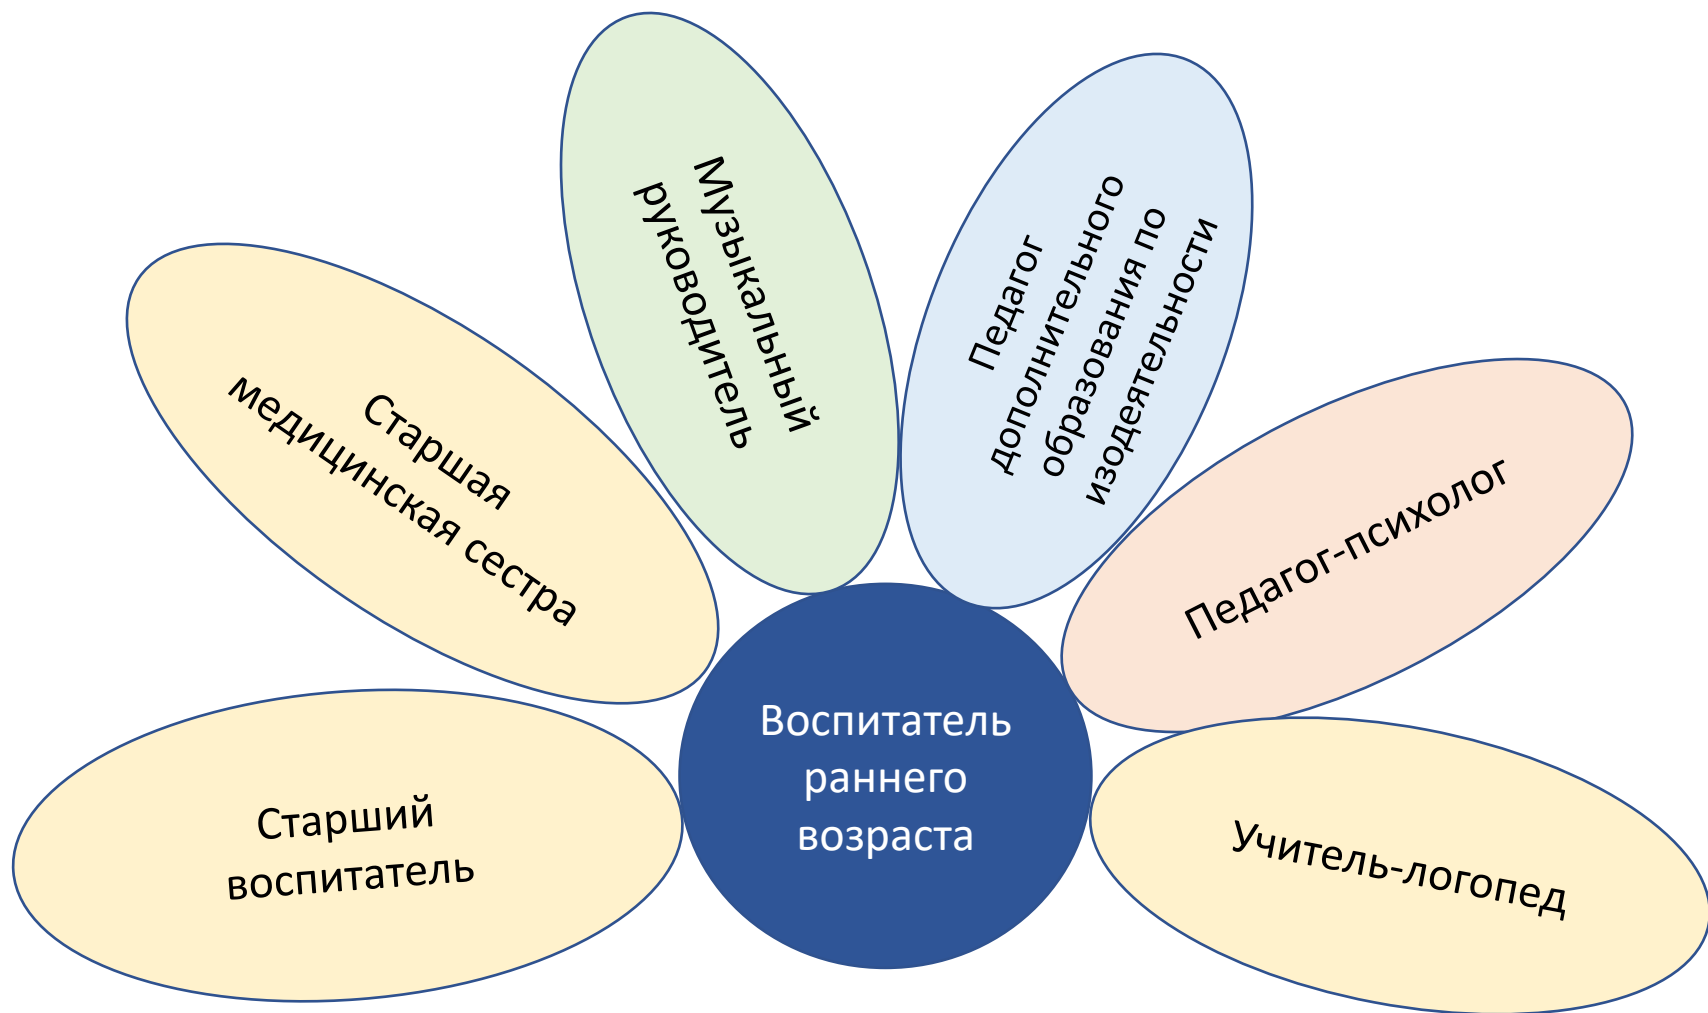 Музыкальный
руководитель
Педагог
дополнительного
образования по
изодеятельности
Старшая
медицинская сестра
Педагог-психолог
Старший
воспитатель
Воспитатель
раннего
возраста
Учитель-логопед